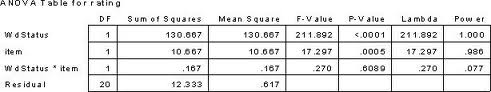 ANOVA Table for rating
DF Sum of Squares Mean Square F-Value P-Value Lambda Power
WdStatus 1 130.667 130.667 211.892 <.0001 211.892 1.000
item 1 10.667 10.667 17.297 .0005 17.297 .986
WdStatus * item 1 .167 .167 .270 .6089 .270 .077
Residual 20 12.333 .617